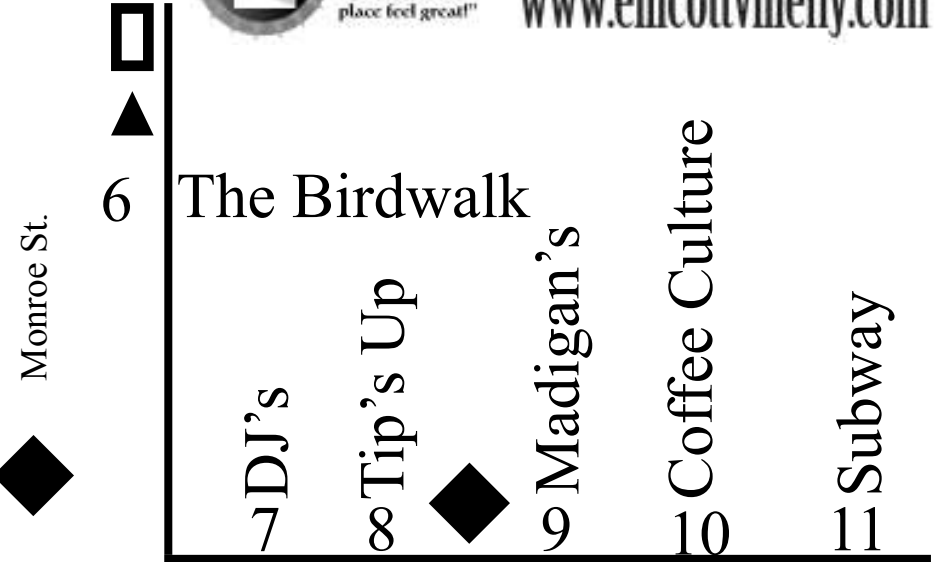 place feel great!"
www.ellicottvilleny.com
6 The Birdwalk
Monroe St.
7 DJ’s
8 Tip’s Up
9 Madigan’s
10 Coffee Culture
11 Subway